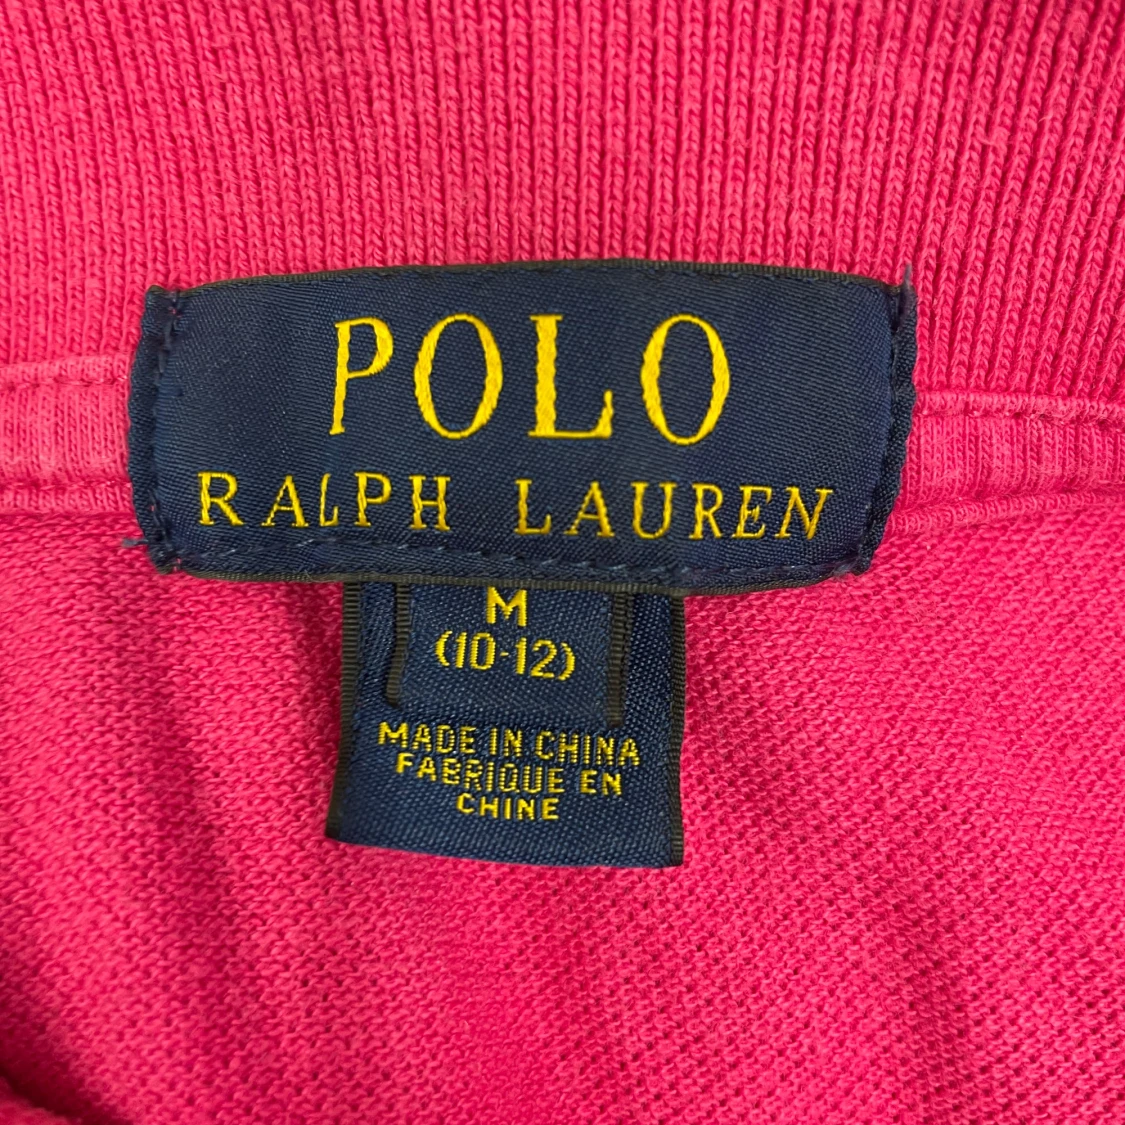 POLO
RALPH LAUREN
M
(10-12)
MADE IN CHINA
FABRIQUE EN
CHINE